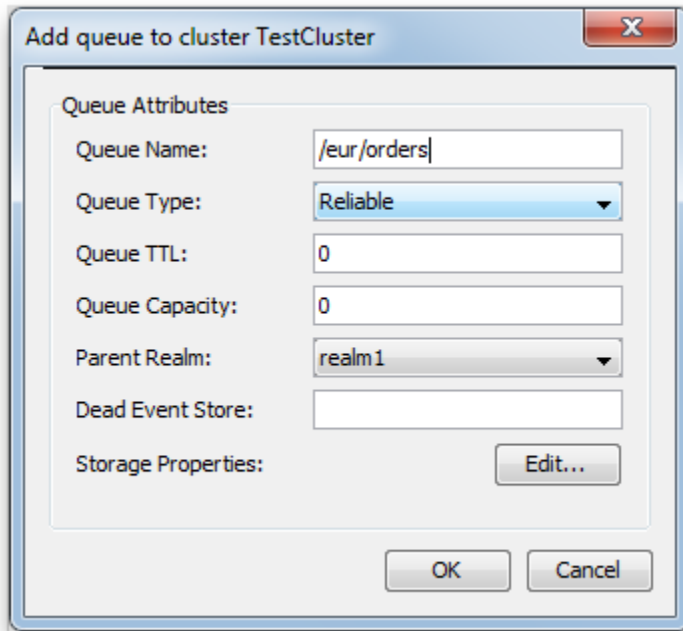 Add queue to cluster TestCluster
Queue Attributes
Queue Name: /eur/orders
Queue Type: Reliable
Queue TTL: 0
Queue Capacity: 0
Parent Realm: realm1
Dead Event Store:
Storage Properties: Edit...
OK Cancel